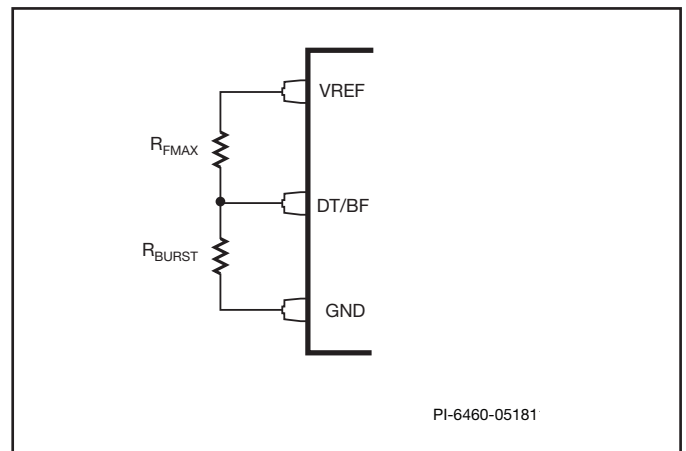 VREF
RFMAX
DT/BF
RBURST
GND
PI-6460-05181